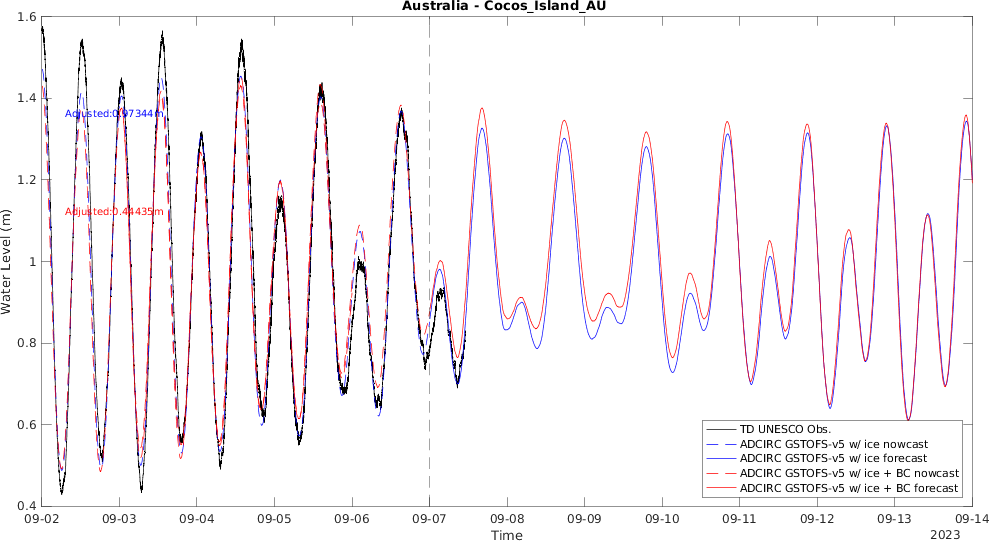 Australia - Cocos_Island_AU
1.6
1.4
1.2
1
0.8
0.6
0.4
Water Level (m)
Adjusted:0.97344m
Adjusted:0.44435m
TD UNESCO Obs.
ADCIRC GSTOFS-v5 w/ ice nowcast
ADCIRC GSTOFS-v5 w/ ice forecast
ADCIRC GSTOFS-v5 w/ ice + BC nowcast
ADCIRC GSTOFS-v5 w/ ice + BC forecast
09-02 09-03 09-04 09-05 09-06 09-07 09-08 09-09 09-10 09-11 09-12 09-13 09-14
Time
2023